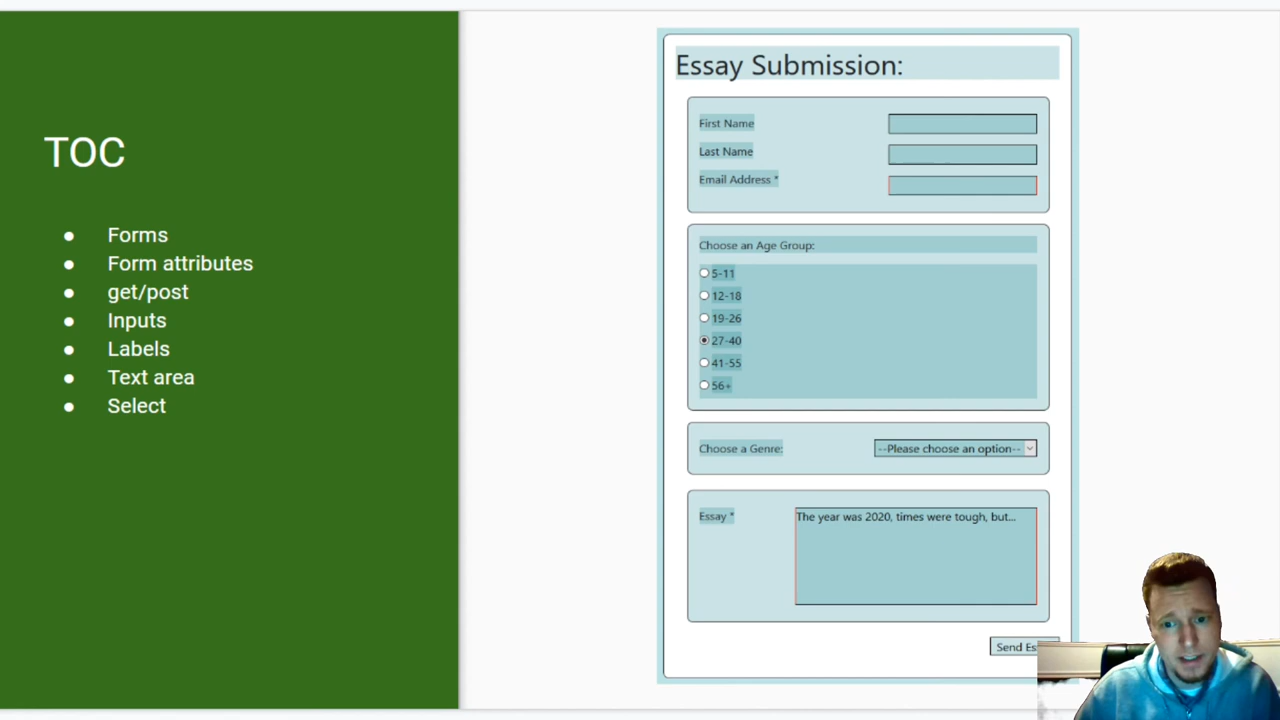 TOC
Forms
Form attributes
get/post
Inputs
Labels
Text area
Select
Essay Submission:
First Name
Last Name
Email Address *
Choose an Age Group:
5-11
12-18
19-26
27-40
41-55
56+
Choose a Genre:
--Please choose an option--
Essay *
The year was 2020, times were tough, but...
Send